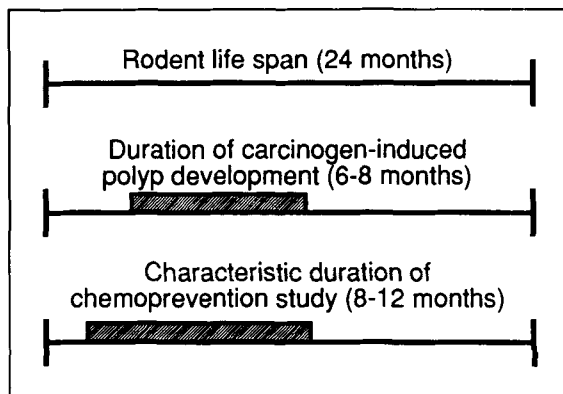 Rodent life span (24 months)
Duration of carcinogen-induced
polyp development (6-8 months)
Characteristic duration of
chemoprevention study (8-12 months)